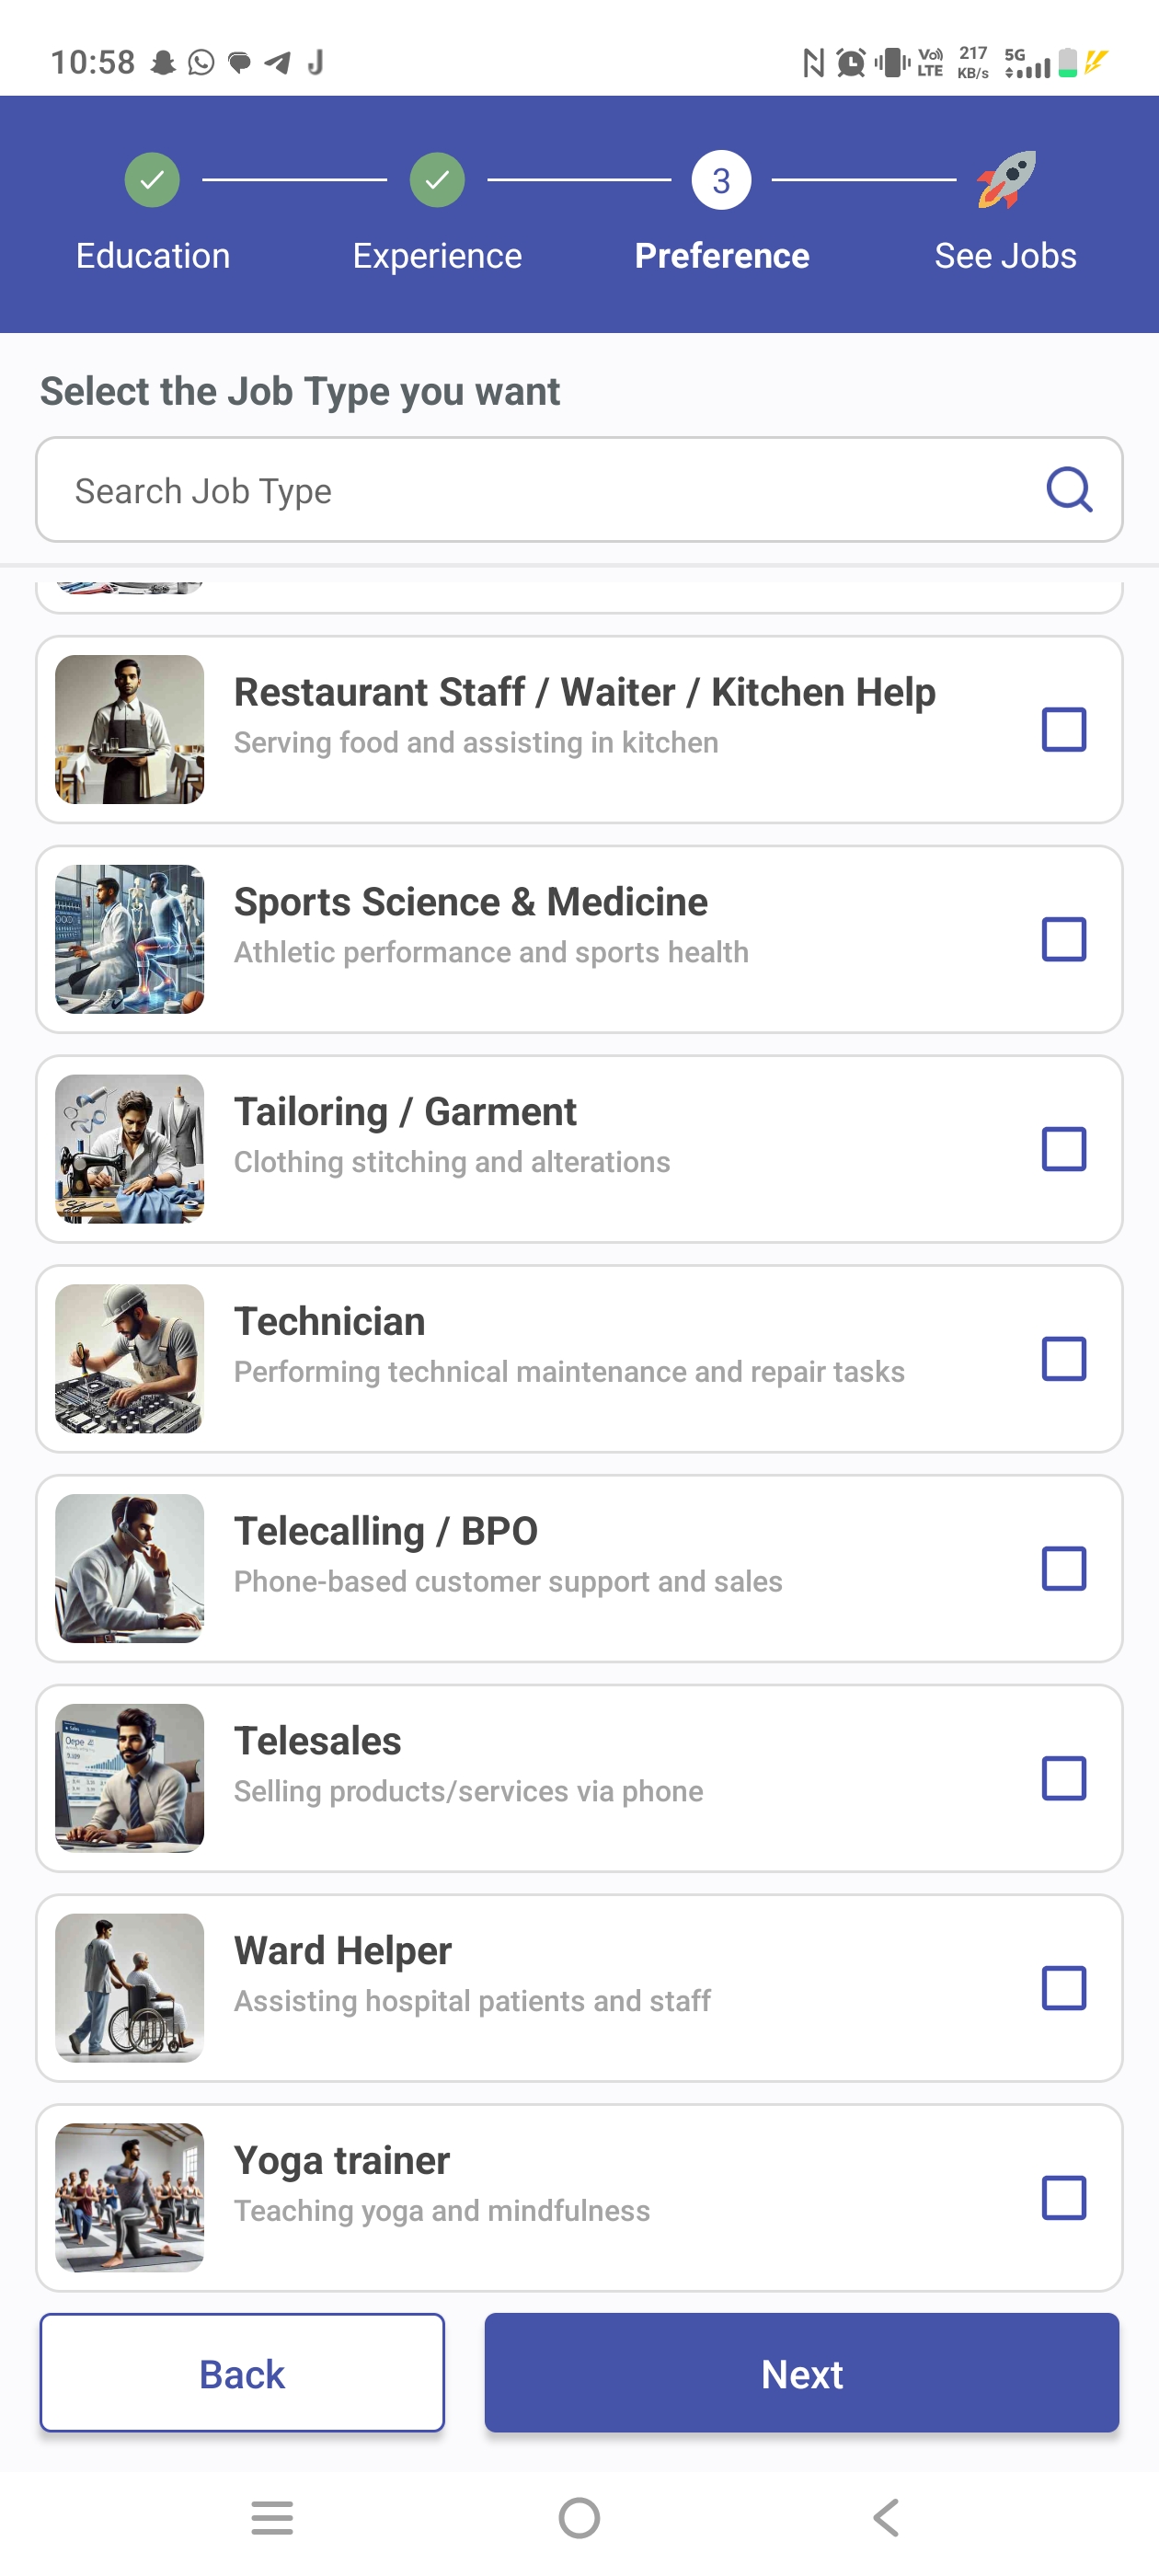 10:58
Vo) LTE
217 KB/s
5G
3
Education
Experience
Preference
See Jobs
Select the Job Type you want
Search Job Type
Restaurant Staff / Waiter / Kitchen Help
Serving food and assisting in kitchen
Sports Science & Medicine
Athletic performance and sports health
Tailoring / Garment
Clothing stitching and alterations
Technician
Performing technical maintenance and repair tasks
Telecalling / BPO
Phone-based customer support and sales
Telesales
Selling products/services via phone
Ward Helper
Assisting hospital patients and staff
Yoga trainer
Teaching yoga and mindfulness
Back
Next